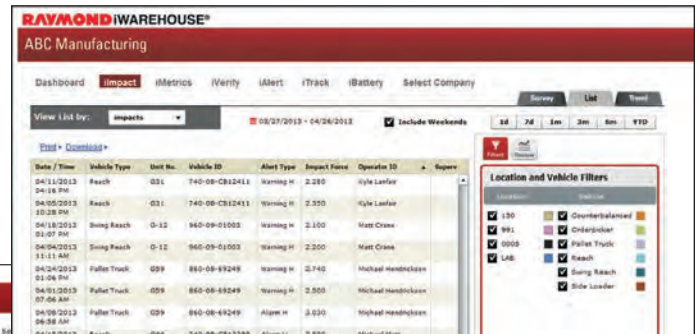 RAYMOND iWAREHOUSE®
ABC Manufacturing
Dashboard iImpact iMetrics iVerify iAlert iTrack iBattery Select Company
Survey List Trend
View List by: impacts 03/27/2013 - 04/26/2013 Include Weekends 1d 7d 1m 3m 6m YTD
Print Download
Filters
Date / Time Vehicle Type Unit No. Vehicle ID Alert Type Impact Force Operator ID Superv
Location and Vehicle Filters
04/11/2013 Reach 031 740-08-CB12411 Warning H 2.280 Kyle Lanfair
04:16 PM
04/05/2013 Reach 031 740-08-CB12411 Warning H 2.350 Kyle Lanfair
10:28 PM
130 Counterbalanced
04/18/2013 Swing Reach O-12 960-09-01003 Warning H 2.100 Matt Crane
01:07 PM
991 Orderpicker
0005 Pallet Truck
04/04/2013 Swing Reach O-12 960-09-01003 Warning H 2.200 Matt Crane
11:11 AM
LAB Reach
04/24/2013 Pallet Truck 059 860-08-69249 Warning H 2.740 Michael Hendrickson
01:06 PM
Swing Reach
Side Loader
04/01/2013 Pallet Truck 059 860-08-69249 Warning H 2.500 Michael Hendrickson
07:06 AM
04/09/2013 Pallet Truck 059 860-08-69249 Alarm H 3.030 Michael Hendrickson
06:58 AM